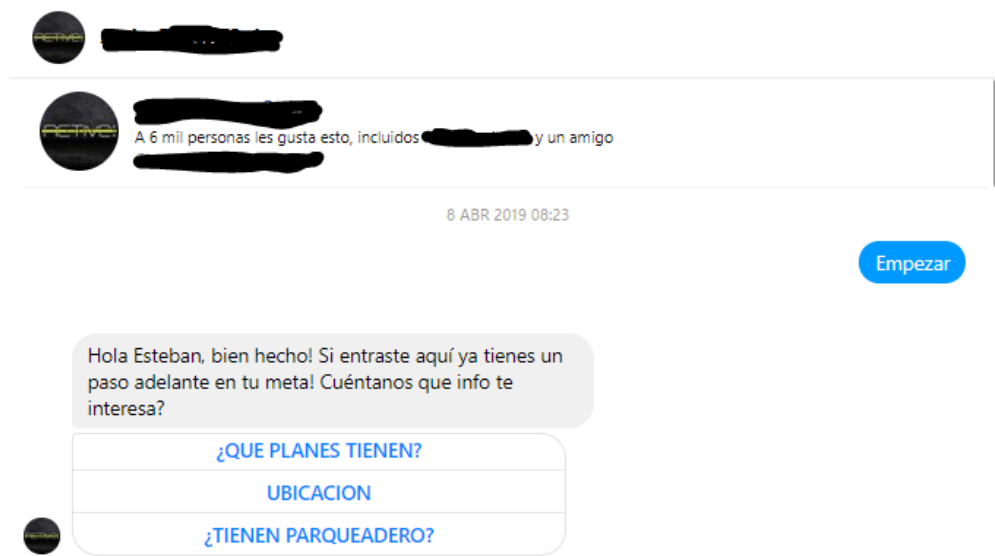 A 6 mil personas les gusta esto, incluidos y un amigo
8 ABR 2019 08:23
Empezar
Hola Esteban, bien hecho! Si entraste aquí ya tienes un
paso adelante en tu meta! Cuéntanos que info te
interesa?
¿QUE PLANES TIENEN?
UBICACION
¿TIENEN PARQUEADERO?